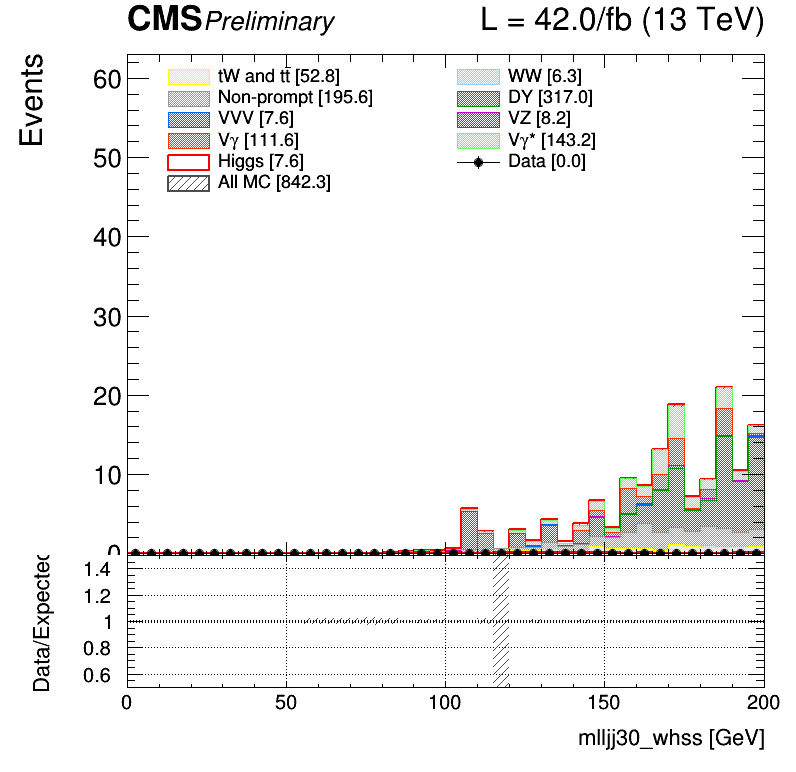 CMS Preliminary L = 42.0/fb (13 TeV)
Events
60
50
40
30
20
10
0
tW and tt̄ [52.8]
Non-prompt [195.6]
VVV [7.6]
Vγ [111.6]
Higgs [7.6]
All MC [842.3]
WW [6.3]
DY [317.0]
VZ [8.2]
Vγ* [143.2]
Data [0.0]
Data/Expected
1.4
1.2
1
0.8
0.6
0 50 100 150 200
mlljj30_whss [GeV]